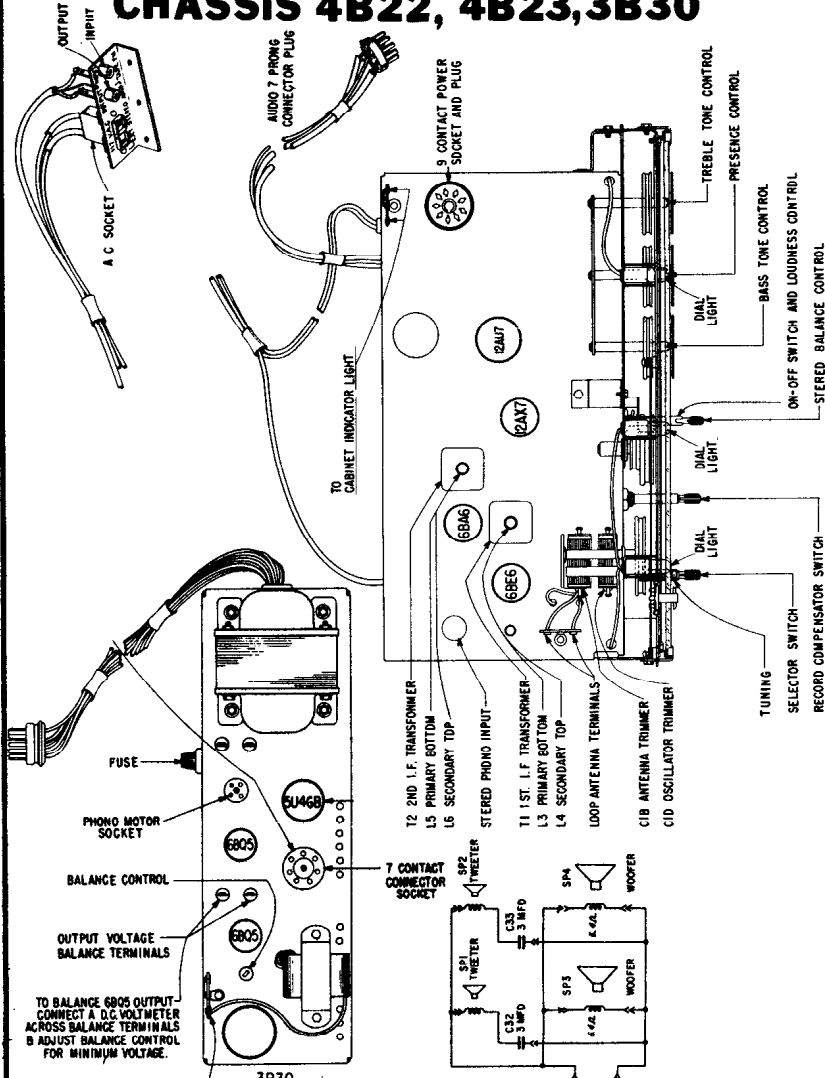 CHASSIS 4B22, 4B23,3B30
OUTPUT
INPUT
A C SOCKET
AUDIO 7 PRONG
CONNECTOR PLUG
9 CONTACT POWER
SOCKET AND PLUG
TO
CABINET INDICATOR LIGHT
12AU7
12AX7
6BA6
6BE6
TREBLE TONE CONTROL
PRESENCE CONTROL
DIAL
LIGHT
BASS TONE CONTROL
ON-OFF SWITCH AND LOUDNESS CONTROL
STEREO BALANCE CONTROL
DIAL
LIGHT
RECORD COMPENSATOR SWITCH
DIAL
LIGHT
SELECTOR SWITCH
TUNING
T2 2ND I.F. TRANSFORMER
L5 PRIMARY BOTTOM
L6 SECONDARY TOP
STEREO PHONO INPUT
T1 1ST. I.F TRANSFORMER
L3 PRIMARY BOTTOM
L4 SECONDARY TOP
LOOP ANTENNA TERMINALS
C1B ANTENNA TRIMMER
C1D OSCILLATOR TRIMMER
FUSE
PHONO MOTOR
SOCKET
5U4GB
6BQ5
BALANCE CONTROL
7 CONTACT
CONNECTOR
SOCKET
OUTPUT VOLTAGE
BALANCE TERMINALS
6BQ5
TO BALANCE 6BQ5 OUTPUT
CONNECT A D.C. VOLTMETER
ACROSS BALANCE TERMINALS
& ADJUST BALANCE CONTROL
FOR MINIMUM VOLTAGE.
3B30
SP2
TWEETER
C33
3 MFD
SP4
6.4Ω
WOOFER
SP1
TWEETER
C32
3 MFD
SP3
6.4Ω
WOOFER